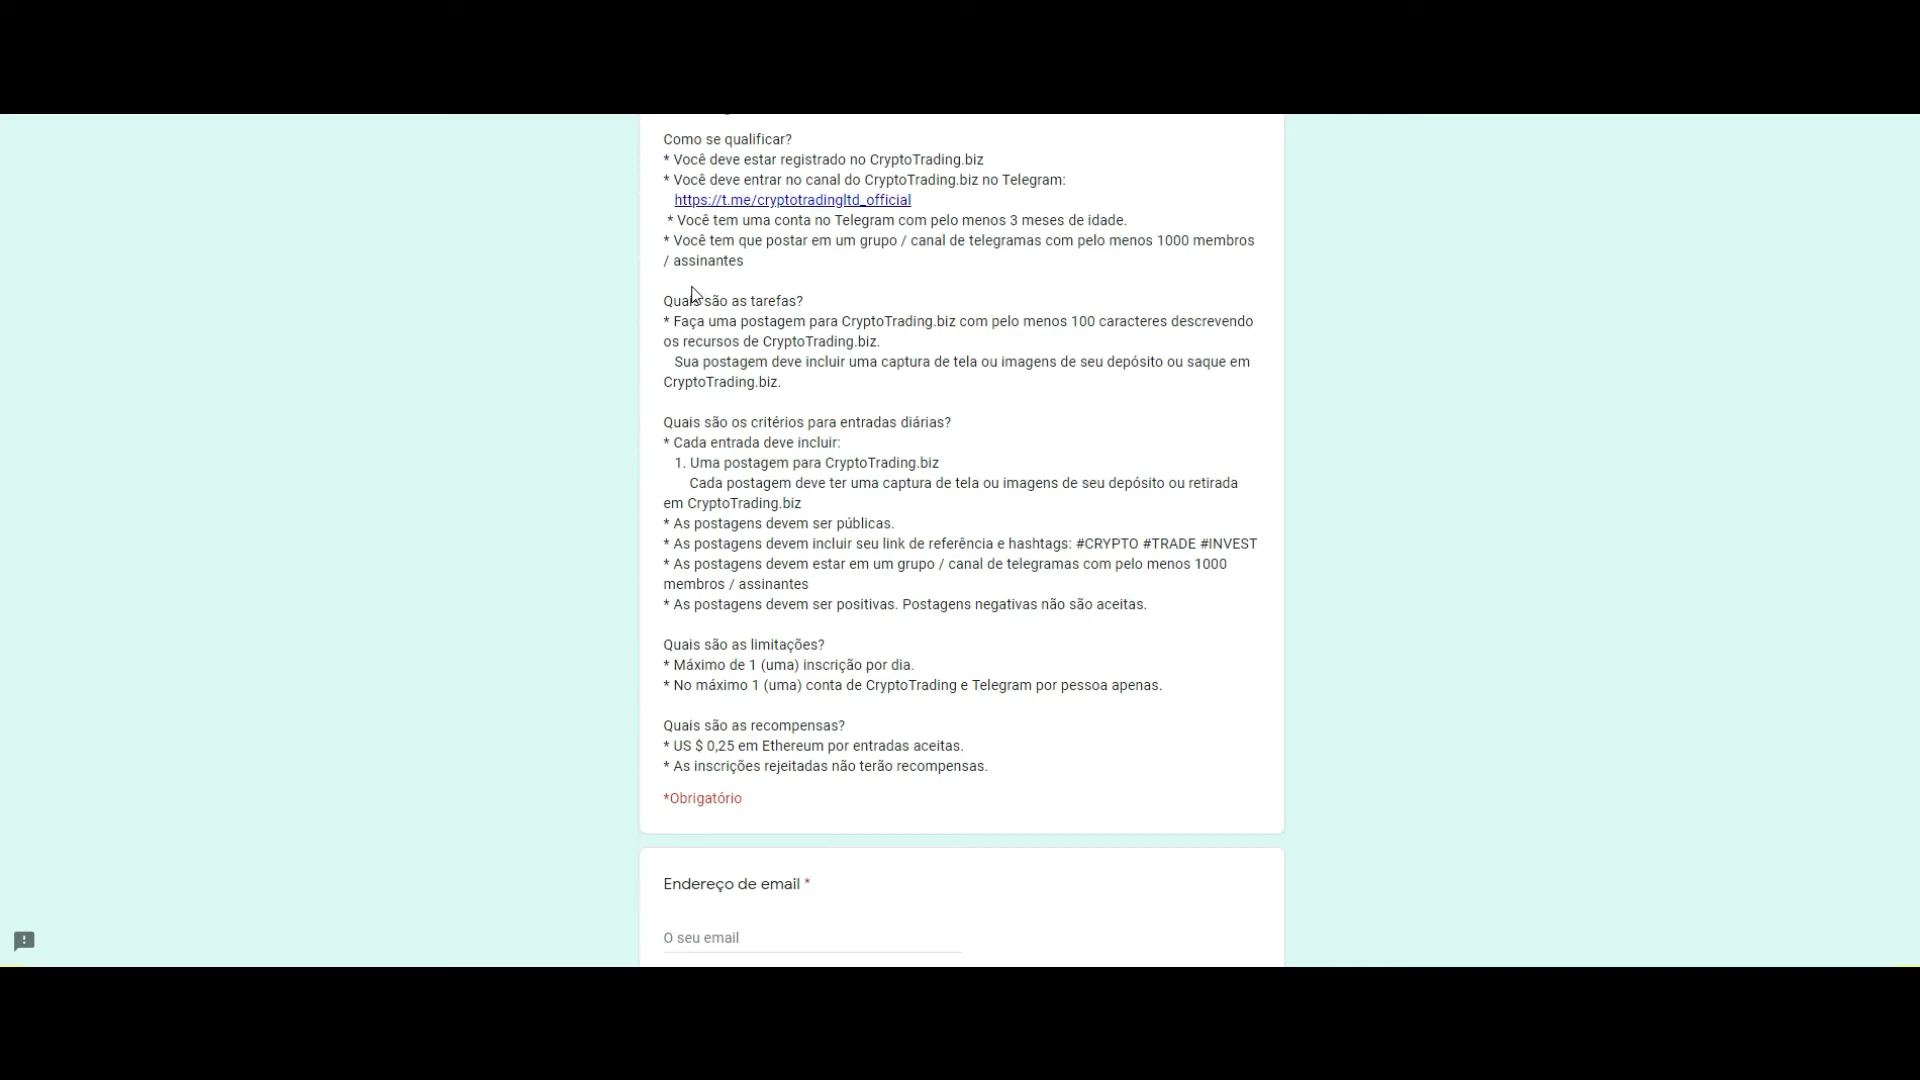 Como se qualificar?
* Você deve estar registrado no CryptoTrading.biz
* Você deve entrar no canal do CryptoTrading.biz no Telegram:
https://t.me/cryptotradingltd_official
* Você tem uma conta no Telegram com pelo menos 3 meses de idade.
* Você tem que postar em um grupo / canal de telegramas com pelo menos 1000 membros
/ assinantes
Quais são as tarefas?
* Faça uma postagem para CryptoTrading.biz com pelo menos 100 caracteres descrevendo
os recursos de CryptoTrading.biz.
Sua postagem deve incluir uma captura de tela ou imagens de seu depósito ou saque em
CryptoTrading.biz.
Quais são os critérios para entradas diárias?
* Cada entrada deve incluir:
1. Uma postagem para CryptoTrading.biz
Cada postagem deve ter uma captura de tela ou imagens de seu depósito ou retirada
em CryptoTrading.biz
* As postagens devem ser públicas.
* As postagens devem incluir seu link de referência e hashtags: #CRYPTO #TRADE #INVEST
* As postagens devem estar em um grupo / canal de telegramas com pelo menos 1000
membros / assinantes
* As postagens devem ser positivas. Postagens negativas não são aceitas.
Quais são as limitações?
* Máximo de 1 (uma) inscrição por dia.
* No máximo 1 (uma) conta de CryptoTrading e Telegram por pessoa apenas.
Quais são as recompensas?
* US $ 0,25 em Ethereum por entradas aceitas.
* As inscrições rejeitadas não terão recompensas.
*Obrigatório
Endereço de email *
O seu email